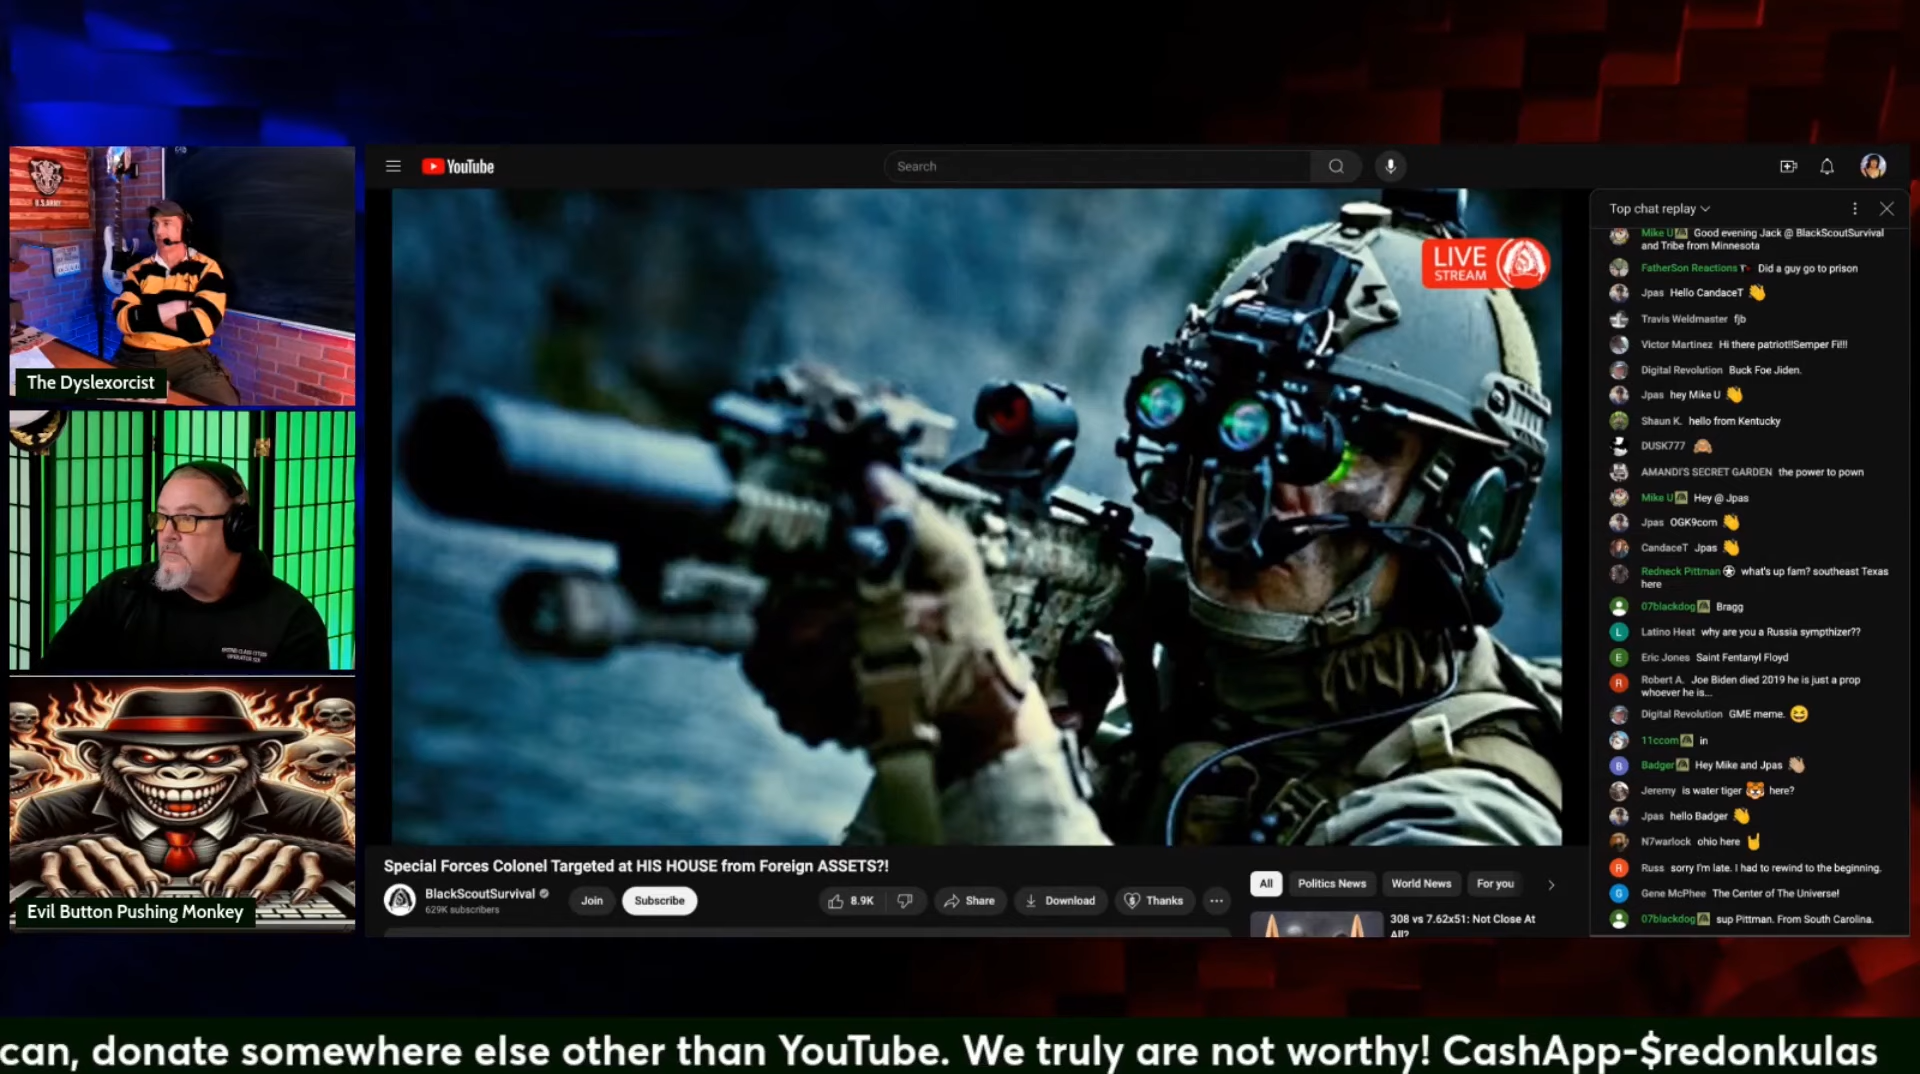 U.S. ARMY
The Dyslexorcist
Evil Button Pushing Monkey
YouTube
Search
LIVE
STREAM
Special Forces Colonel Targeted at HIS HOUSE from Foreign ASSETS?!
BlackScoutSurvival
629K subscribers
Join
Subscribe
8.9K
Share
Download
Thanks
All
Politics News
World News
For you
308 vs 7.62x51: Not Close At
All?
Top chat replay
Mike U Good evening Jack @ BlackScoutSurvival
and Tribe from Minnesota
FatherSon Reactions Did a guy go to prison
Jpas Hello CandaceT 👋
Travis Weldmaster fjb
Victor Martinez Hi there patriot!!Semper Fi!!!
Digital Revolution Buck Foe Jiden.
Jpas hey Mike U 👋
Shaun K. hello from Kentucky
DUSK777 🙈
AMANDI'S SECRET GARDEN the power to pown
Mike U Hey @ Jpas
Jpas OGK9com 👋
CandaceT Jpas 👋
Redneck Pittman what's up fam? southeast Texas
here
07blackdog Bragg
Latino Heat why are you a Russia sympthizer??
Eric Jones Saint Fentanyl Floyd
Robert A. Joe Biden died 2019 he is just a prop
whoever he is...
Digital Revolution GME meme. 😆
11ccom in
Badger Hey Mike and Jpas 👋🏼
Jeremy is water tiger 🐯 here?
Jpas hello Badger 👋
N7warlock ohio here 🤘
Russ sorry I'm late. I had to rewind to the beginning.
Gene McPhee The Center of The Universe!
07blackdog sup Pittman. From South Carolina.
can, donate somewhere else other than YouTube. We truly are not worthy! CashApp-$redonkulas